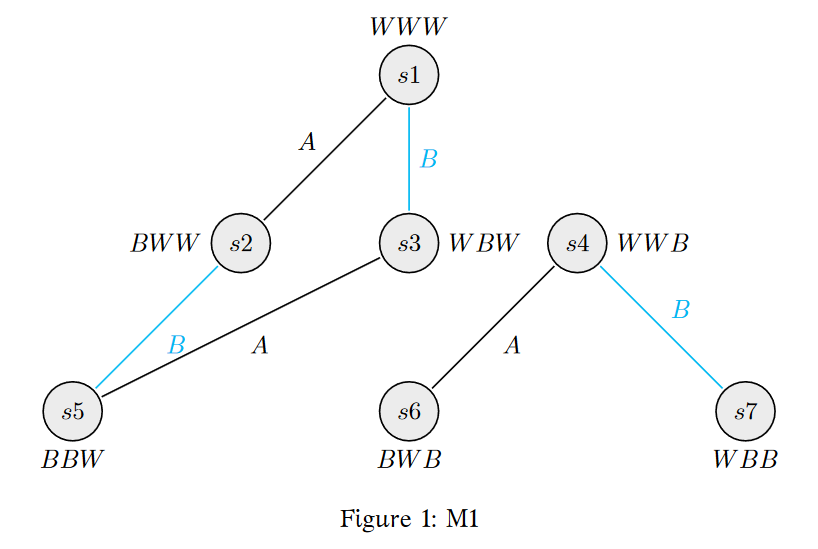 WWW
s1
A
B
BWW s2 s3 WBW s4 WWB
B
B A A
s5 s6 s7
BBW BWB WBB
Figure 1: M1